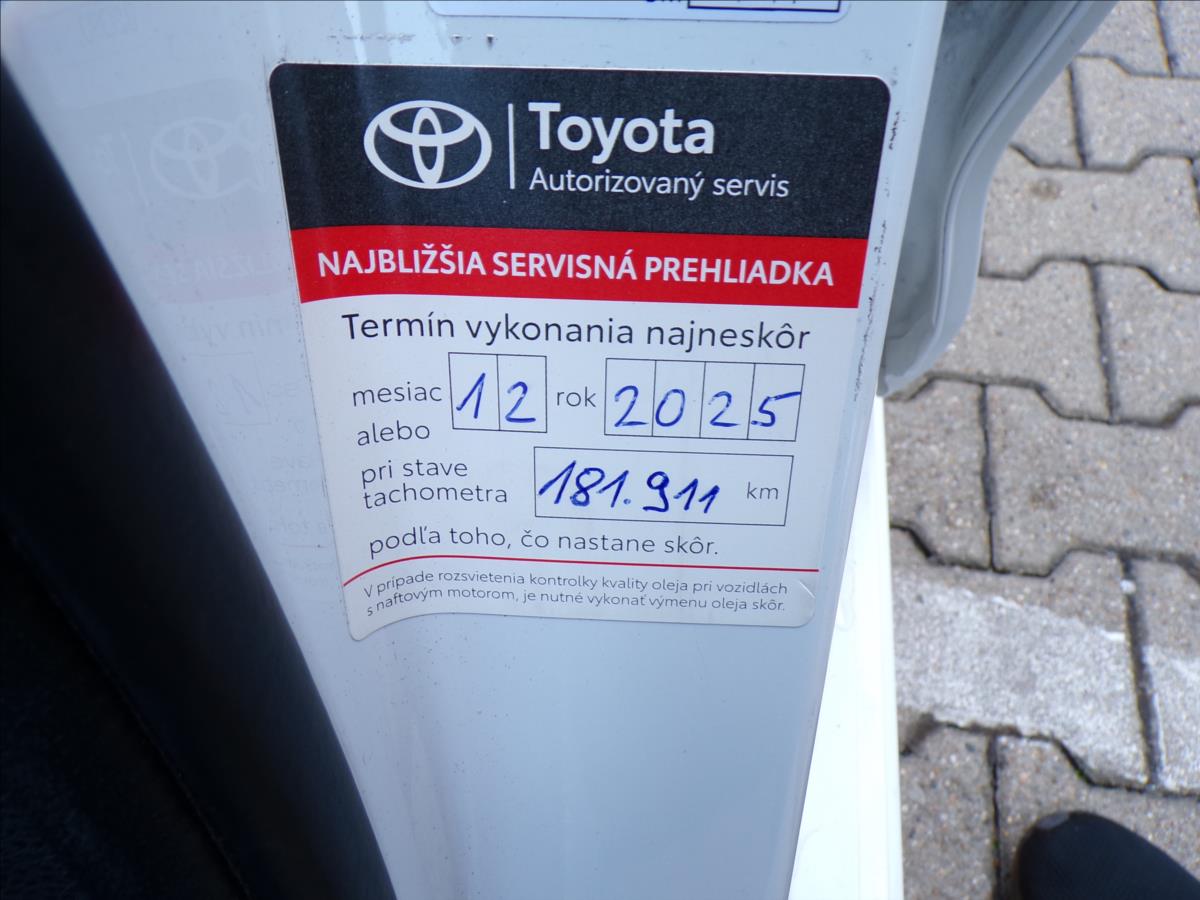 Toyota
Autorizovaný servis
NAJBLIŽŠIA SERVISNÁ PREHLIADKA
Termín vykonania najneskôr
mesiac 12 rok 2025
alebo
pri stave
tachometra 181.911 km
podľa toho, čo nastane skôr.
V prípade rozsvietenia kontrolky kvality oleja pri vozidlách
s naftovým motorom, je nutné vykonať výmenu oleja skôr.